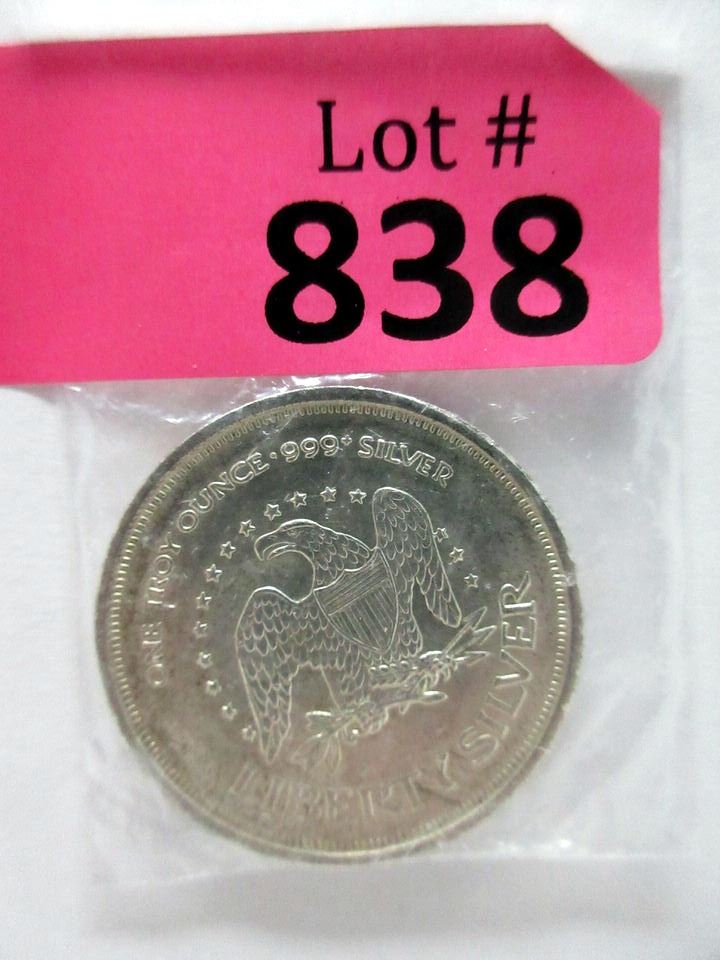 Lot #
838
ONE TROY OUNCE · 999+ SILVER
LIBERTY SILVER